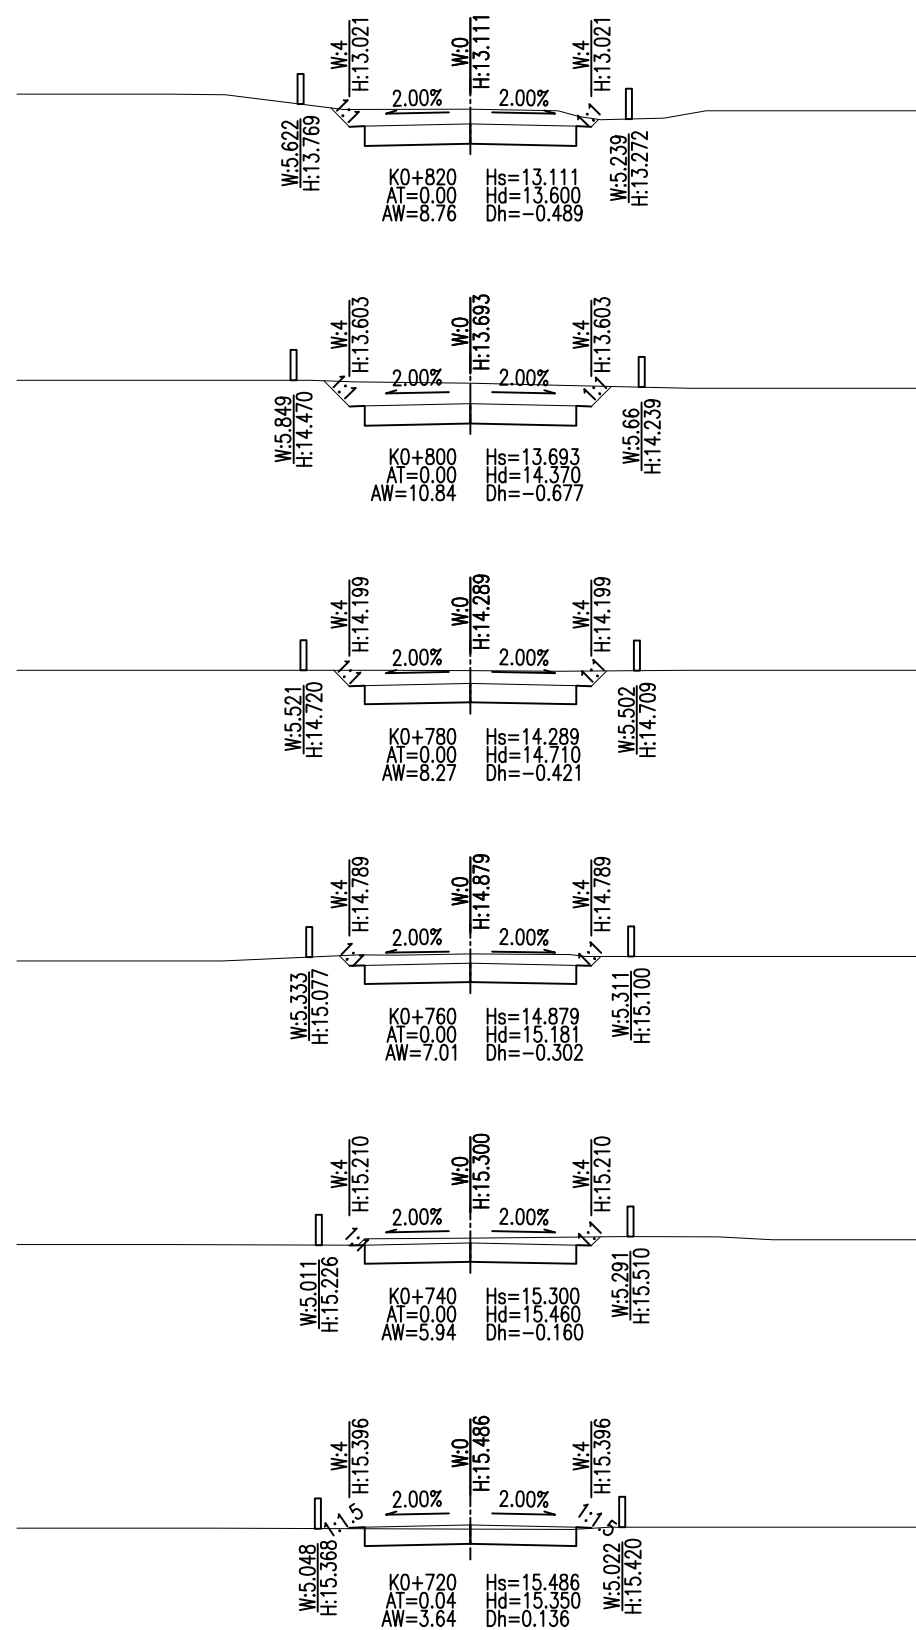 W:4
H:13.021
W:0
H:13.111
W:4
H:13.021
2.00%
2.00%
1:1
1:1
W:5.622
H:13.769
W:5.239
H:13.272
K0+820 Hs=13.111
AT=0.00 Hd=13.600
AW=8.76 Dh=-0.489
W:4
H:13.603
W:0
H:13.693
W:4
H:13.603
2.00%
2.00%
1:1
1:1
W:5.849
H:14.470
W:5.66
H:14.239
K0+800 Hs=13.693
AT=0.00 Hd=14.370
AW=10.84 Dh=-0.677
W:4
H:14.199
W:0
H:14.289
W:4
H:14.199
2.00%
2.00%
1:1
1:1
W:5.521
H:14.720
W:5.502
H:14.709
K0+780 Hs=14.289
AT=0.00 Hd=14.710
AW=8.27 Dh=-0.421
W:4
H:14.789
W:0
H:14.879
W:4
H:14.789
2.00%
2.00%
1:1
1:1
W:5.333
H:15.077
W:5.311
H:15.100
K0+760 Hs=14.879
AT=0.00 Hd=15.181
AW=7.01 Dh=-0.302
W:4
H:15.210
W:0
H:15.300
W:4
H:15.210
2.00%
2.00%
1:1
1:1
W:5.011
H:15.226
W:5.291
H:15.510
K0+740 Hs=15.300
AT=0.00 Hd=15.460
AW=5.94 Dh=-0.160
W:4
H:15.396
W:0
H:15.486
W:4
H:15.396
2.00%
2.00%
1:1.5
1:1.5
W:5.048
H:15.368
W:5.022
H:15.420
K0+720 Hs=15.486
AT=0.04 Hd=15.350
AW=3.64 Dh=0.136